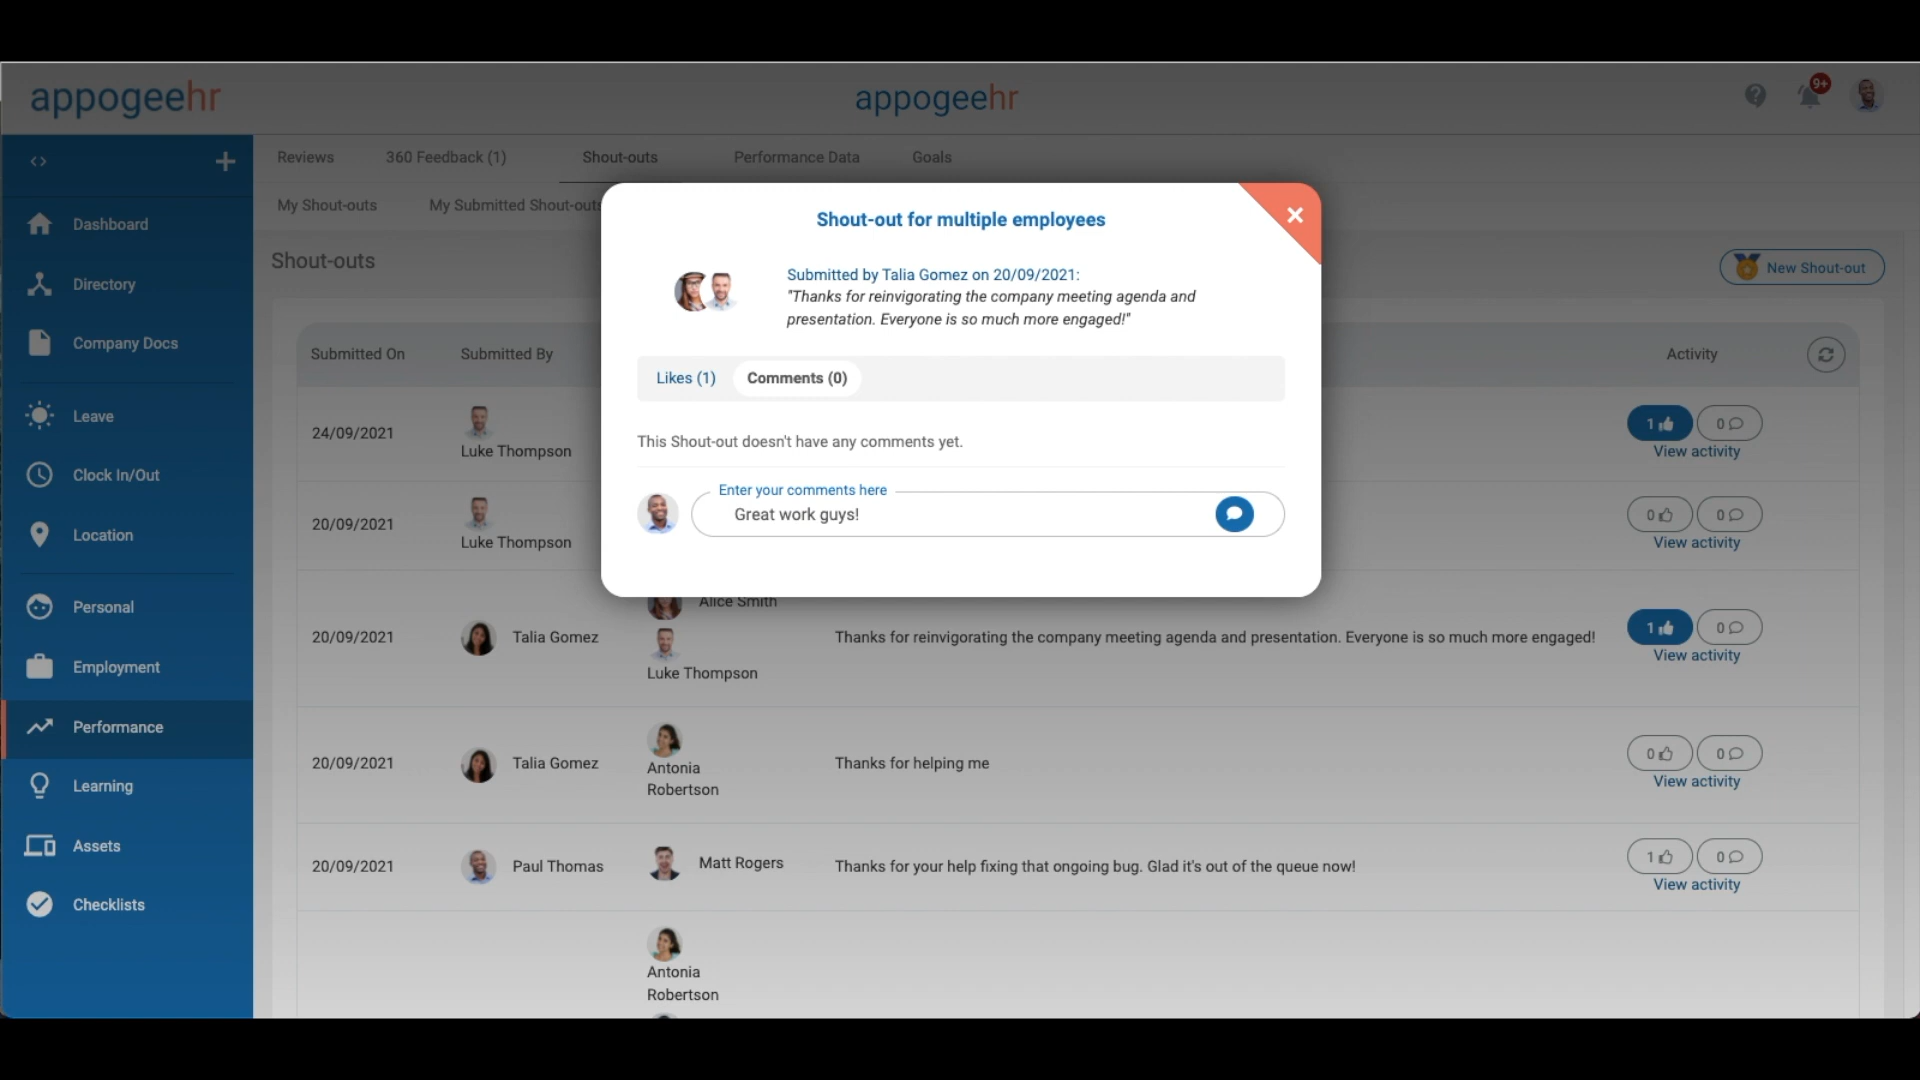 appogeehr
appogeehr
9+
Reviews
360 Feedback (1)
Shout-outs
Performance Data
Goals
My Shout-outs
My Submitted Shout-outs
Shout-outs
New Shout-out
Dashboard
Directory
Company Docs
Leave
Clock In/Out
Location
Personal
Employment
Performance
Learning
Assets
Checklists
Shout-out for multiple employees
Submitted by Talia Gomez on 20/09/2021:
"Thanks for reinvigorating the company meeting agenda and
presentation. Everyone is so much more engaged!"
Likes (1)
Comments (0)
This Shout-out doesn't have any comments yet.
Enter your comments here
Great work guys!
Submitted On
Submitted By
Activity
24/09/2021
Luke Thompson
1
0
View activity
20/09/2021
Luke Thompson
0
0
View activity
20/09/2021
Talia Gomez
Alice Smith
Luke Thompson
Thanks for reinvigorating the company meeting agenda and presentation. Everyone is so much more engaged!
1
0
View activity
20/09/2021
Talia Gomez
Antonia
Robertson
Thanks for helping me
0
0
View activity
20/09/2021
Paul Thomas
Matt Rogers
Thanks for your help fixing that ongoing bug. Glad it's out of the queue now!
1
0
View activity
Antonia
Robertson